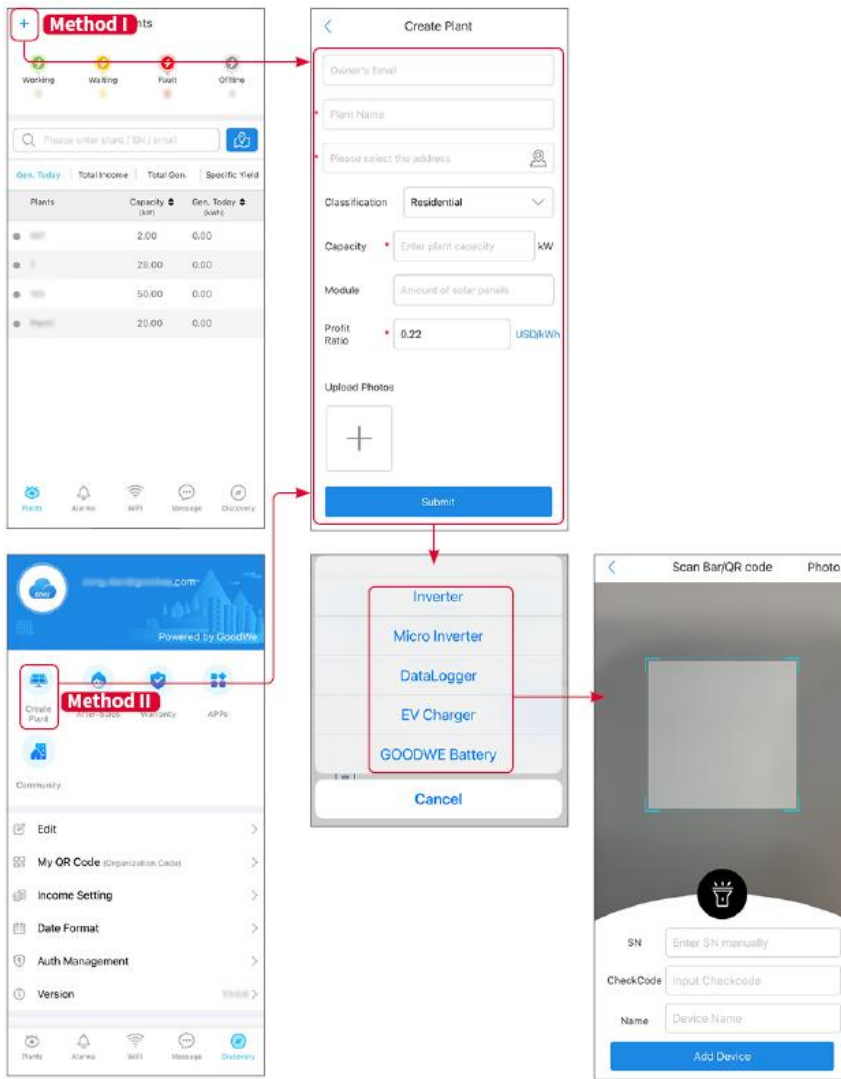 + Method I nts
Working Waiting Fault Offline
Please enter plant / SN / email
Gen. Today Total Income Total Gen. Specific Yield
Plants Capacity (kW) Gen. Today (kWh)
2.00 0.00
28.00 0.00
50.00 0.00
20.00 0.00
Plants Alarms WiFi Message Discovery
Create Plant
Owner's Email
* Plant Name
* Please select the address
Classification Residential
Capacity * Enter plant capacity kW
Module Amount of solar panels
Profit Ratio * 0.22 USD/kWh
Upload Photos
Submit
SEMS .com
Powered by GoodWe
Create Plant Method II After-Sales Warranty APPs
Community
Edit
My QR Code (Organization Code)
Income Setting
Date Format
Auth Management
Version
Plants Alarms WiFi Message Discovery
Inverter
Micro Inverter
DataLogger
EV Charger
GOODWE Battery
Cancel
Scan Bar/QR code Photo
SN Enter SN manually
CheckCode Input Checkcode
Name Device Name
Add Device